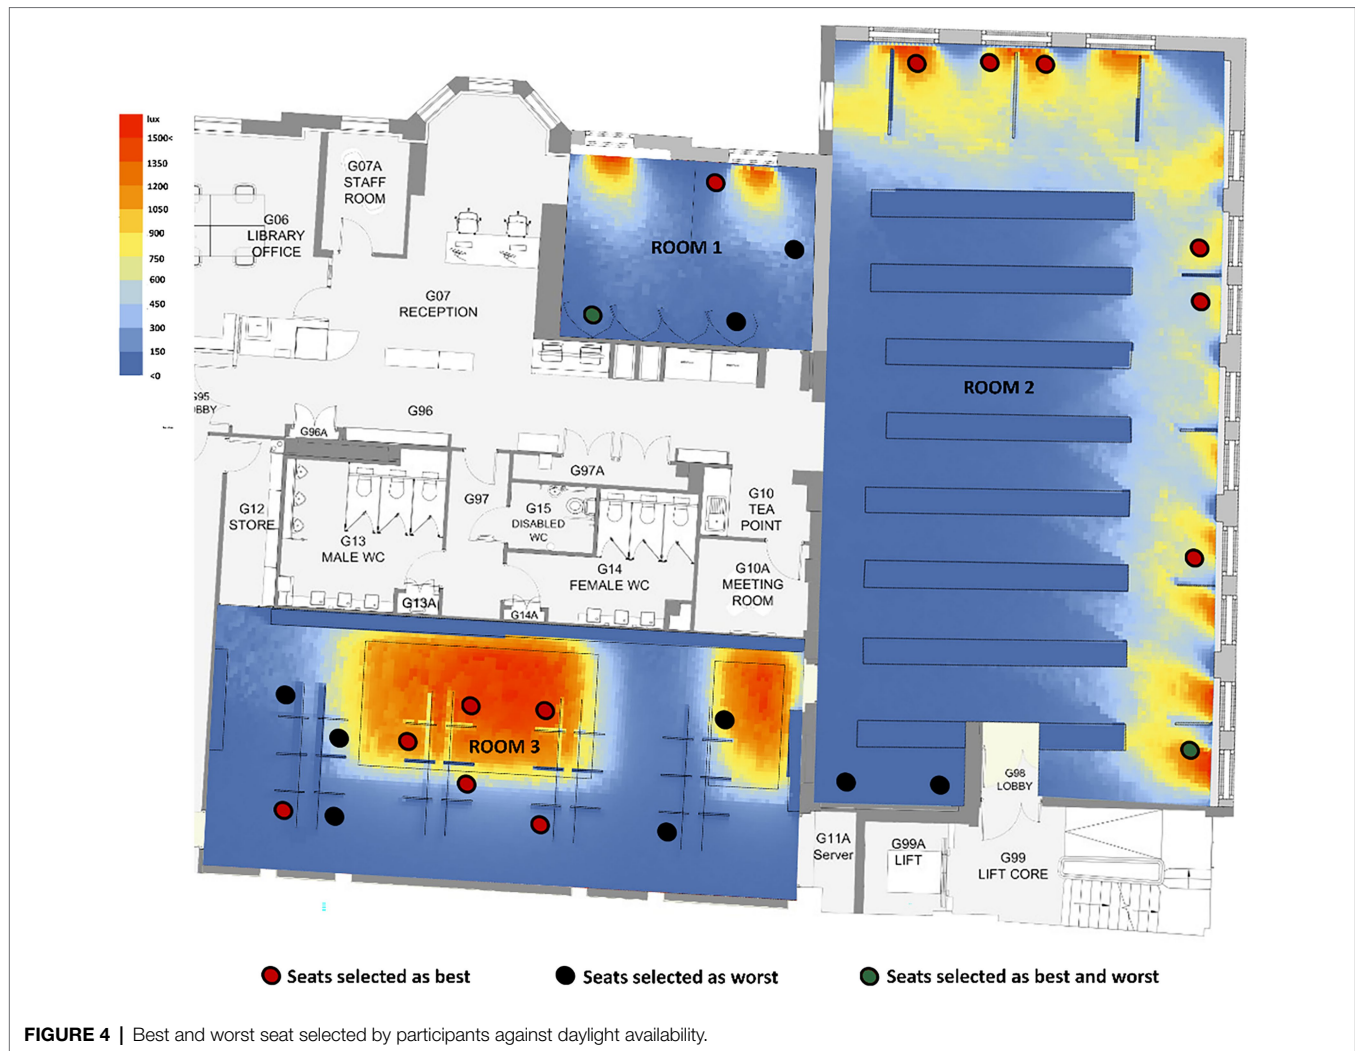 lux
1500<
1350
1200
1050
900
750
600
450
300
150
<0
G07A
STAFF
ROOM
G06
LIBRARY
OFFICE
G07
RECEPTION
ROOM 1
ROOM 2
G95
OBBY
G96
G96A
G97A
G97
G12
STORE
G13
MALE WC
G15
DISABLED
WC
G10
TEA
POINT
G14
FEMALE WC
G10A
MEETING
ROOM
G13A
G14A
ROOM 3
G98
LOBBY
G11A
Server
G99A
LIFT
G99
LIFT CORE
Seats selected as best
Seats selected as worst
Seats selected as best and worst
FIGURE 4 | Best and worst seat selected by participants against daylight availability.